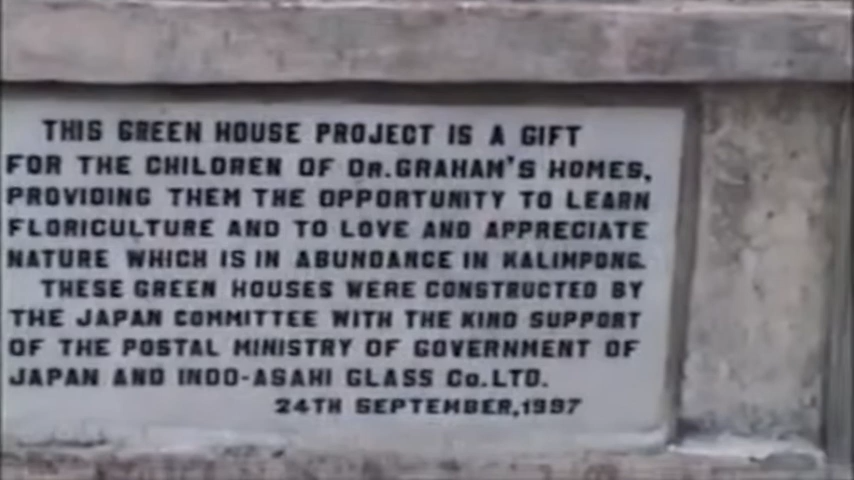 THIS GREEN HOUSE PROJECT IS A GIFT
FOR THE CHILDREN OF DR.GRAHAM'S HOMES,
PROVIDING THEM THE OPPORTUNITY TO LEARN
FLORICULTURE AND TO LOVE AND APPRECIATE
NATURE WHICH IS IN ABUNDANCE IN KALIMPONG.
THESE GREEN HOUSES WERE CONSTRUCTED BY
THE JAPAN COMMITTEE WITH THE KIND SUPPORT
OF THE POSTAL MINISTRY OF GOVERNMENT OF
JAPAN AND INDO-ASAHI GLASS Co.LTD.
24TH SEPTEMBER,1997